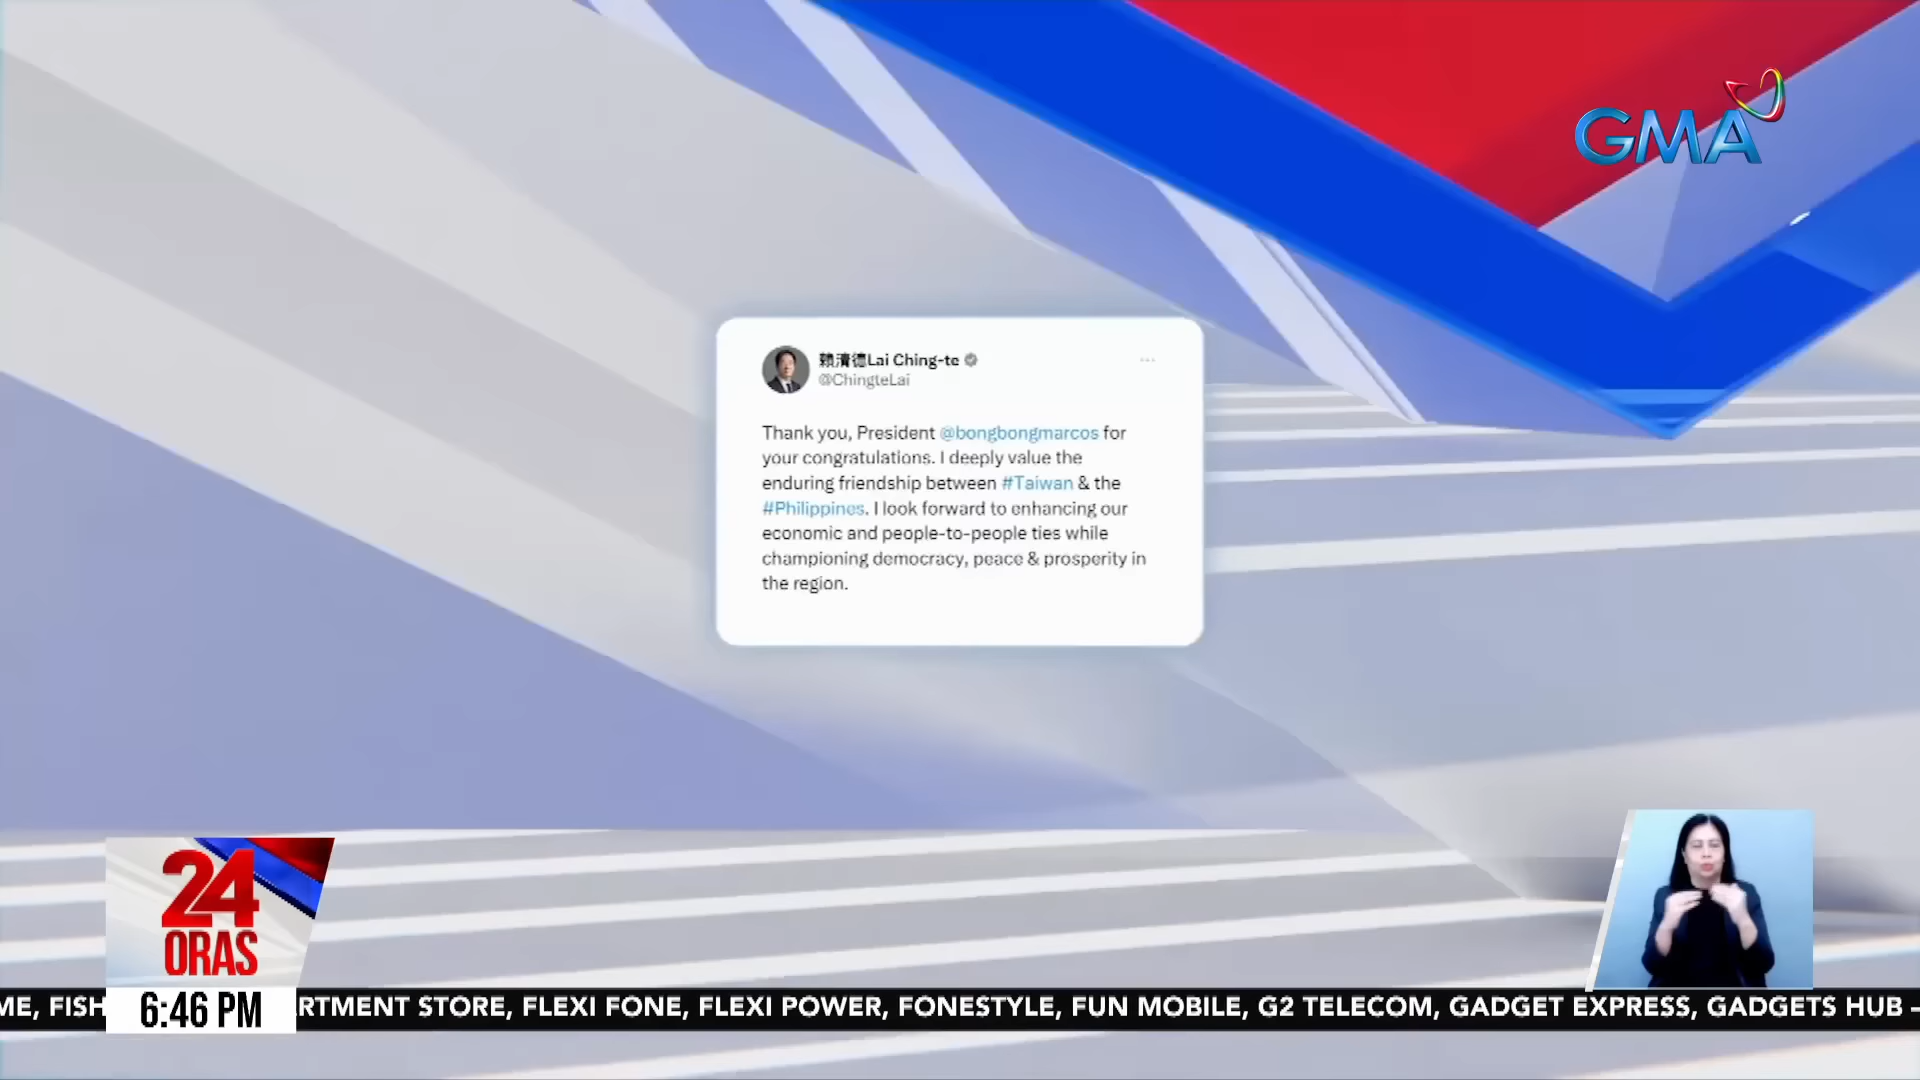 GMA
賴清德Lai Ching-te
@ChingteLai
Thank you, President @bongbongmarcos for
your congratulations. I deeply value the
enduring friendship between #Taiwan & the
#Philippines. I look forward to enhancing our
economic and people-to-people ties while
championing democracy, peace & prosperity in
the region.
24
ORAS
6:46 PM
ME, FISH RTMENT STORE, FLEXI FONE, FLEXI POWER, FONESTYLE, FUN MOBILE, G2 TELECOM, GADGET EXPRESS, GADGETS HUB –